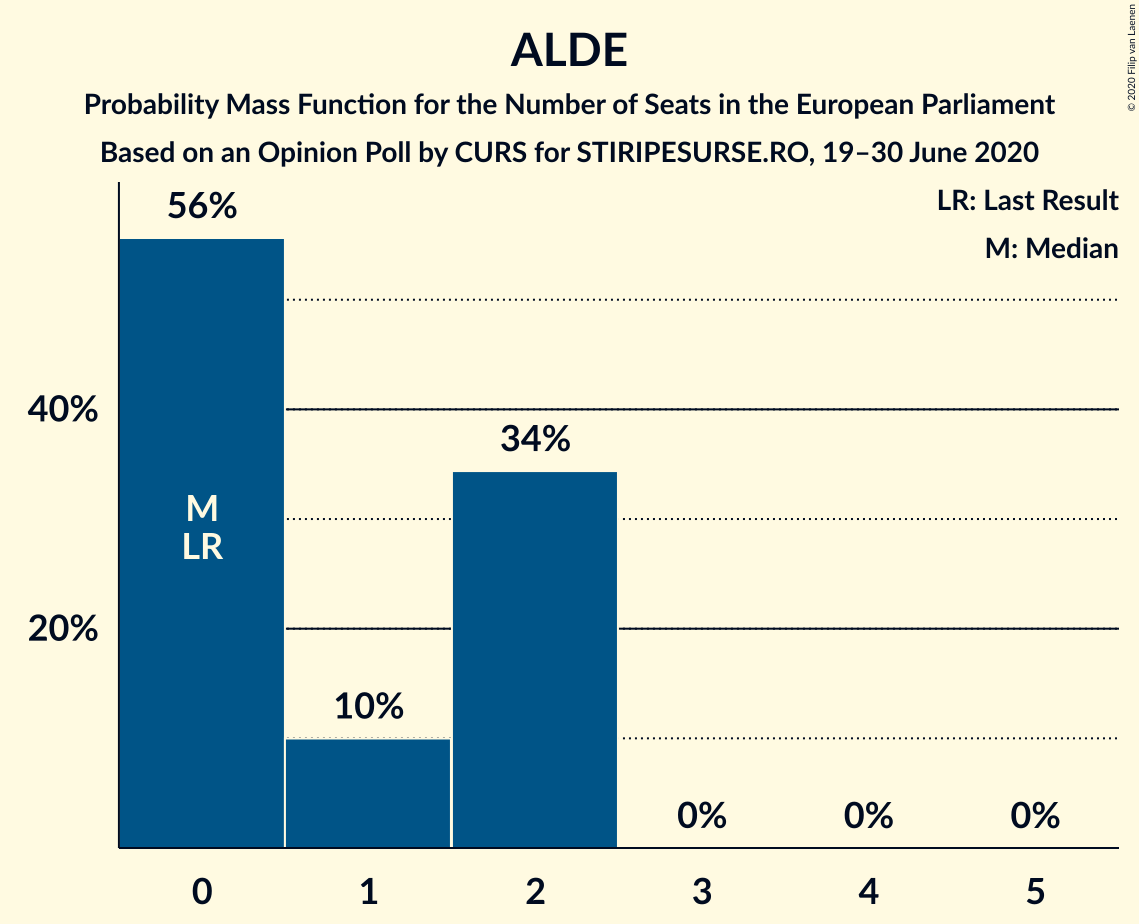 ALDE
Probability Mass Function for the Number of Seats in the European Parliament
Based on an Opinion Poll by CURS for STIRIPESURSE.RO, 19–30 June 2020
© 2020 Filip van Laenen
LR: Last Result
M: Median
56%
40%
34%
M
LR
20%
10%
0%
0%
0%
0
1
2
3
4
5